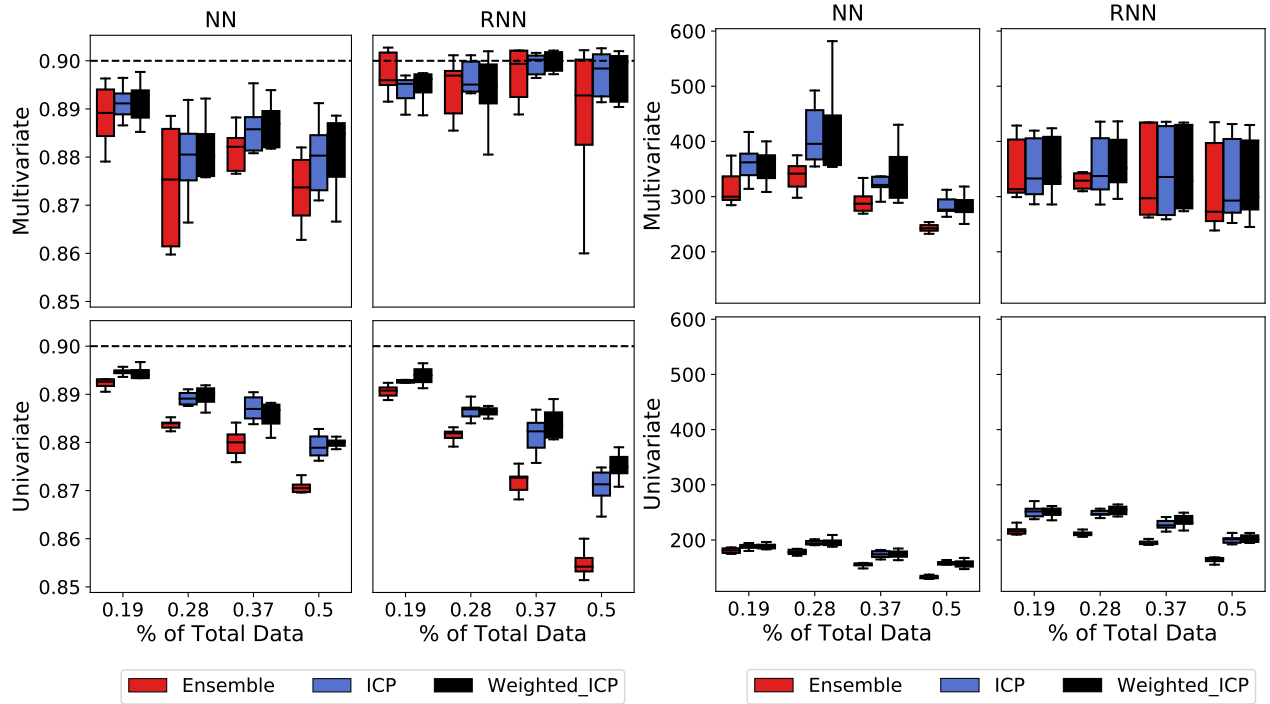 NN
RNN
Multivariate
0.90
0.89
0.88
0.87
0.86
0.85
Univariate
0.90
0.89
0.88
0.87
0.86
0.85
0.19 0.28 0.37 0.5
0.19 0.28 0.37 0.5
% of Total Data
% of Total Data
Ensemble ICP Weighted_ICP
NN
RNN
Multivariate
600
500
400
300
200
Univariate
600
500
400
300
200
0.19 0.28 0.37 0.5
0.19 0.28 0.37 0.5
% of Total Data
% of Total Data
Ensemble ICP Weighted_ICP